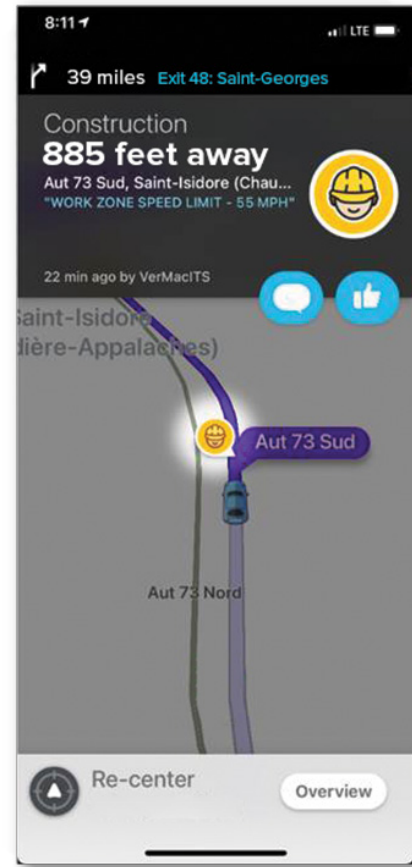 8:11
LTE
39 miles Exit 48: Saint-Georges
Construction
885 feet away
Aut 73 Sud, Saint-Isidore (Chau...
"WORK ZONE SPEED LIMIT - 55 MPH"
22 min ago by VerMacITS
Saint-Isidore
dière-Appalaches)
Aut 73 Sud
Aut 73 Nord
Re-center
Overview